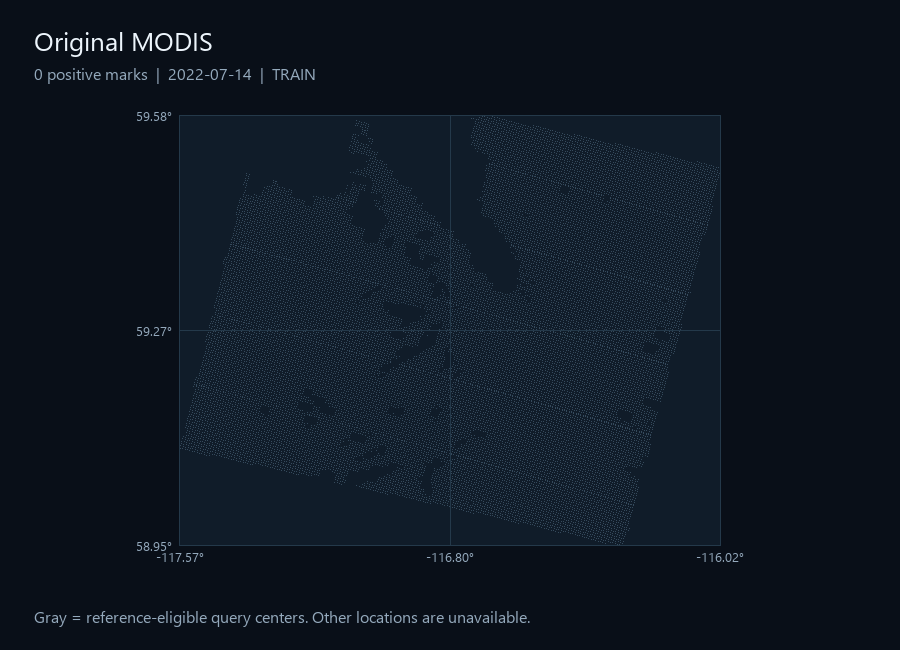 Original MODIS
0 positive marks | 2022-07-14 | TRAIN
59.58°
59.27°
58.95°
-117.57°
-116.80°
-116.02°
Gray = reference-eligible query centers. Other locations are unavailable.